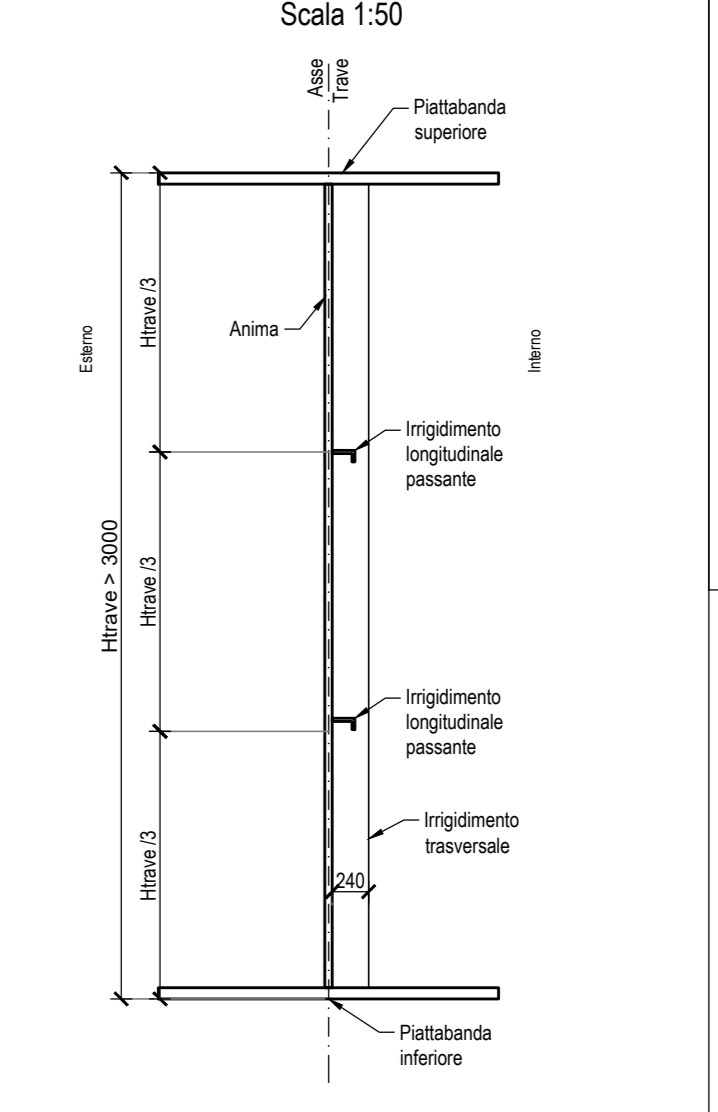 Scala 1:50
Asse
Trave
Piattabanda
superiore
Htrave /3
Esterno
Anima
Interno
Irrigidimento
longitudinale
passante
Htrave > 3000
Htrave /3
Irrigidimento
longitudinale
passante
Irrigidimento
trasversale
Htrave /3
240
Piattabanda
inferiore